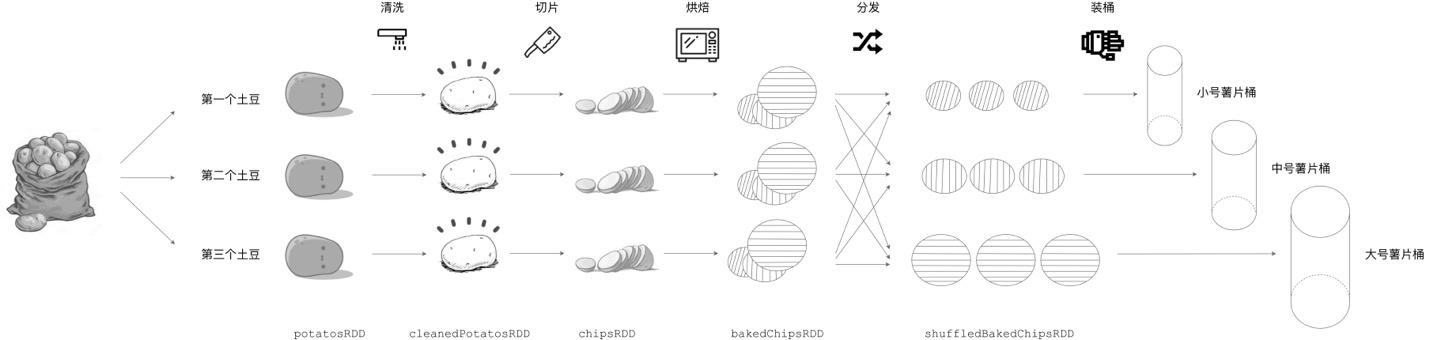 清洗
切片
烘焙
分发
装桶
第一个土豆
小号薯片桶
第二个土豆
中号薯片桶
第三个土豆
大号薯片桶
potatosRDD
cleanedPotatosRDD
chipsRDD
bakedChipsRDD
shuffledBakedChipsRDD